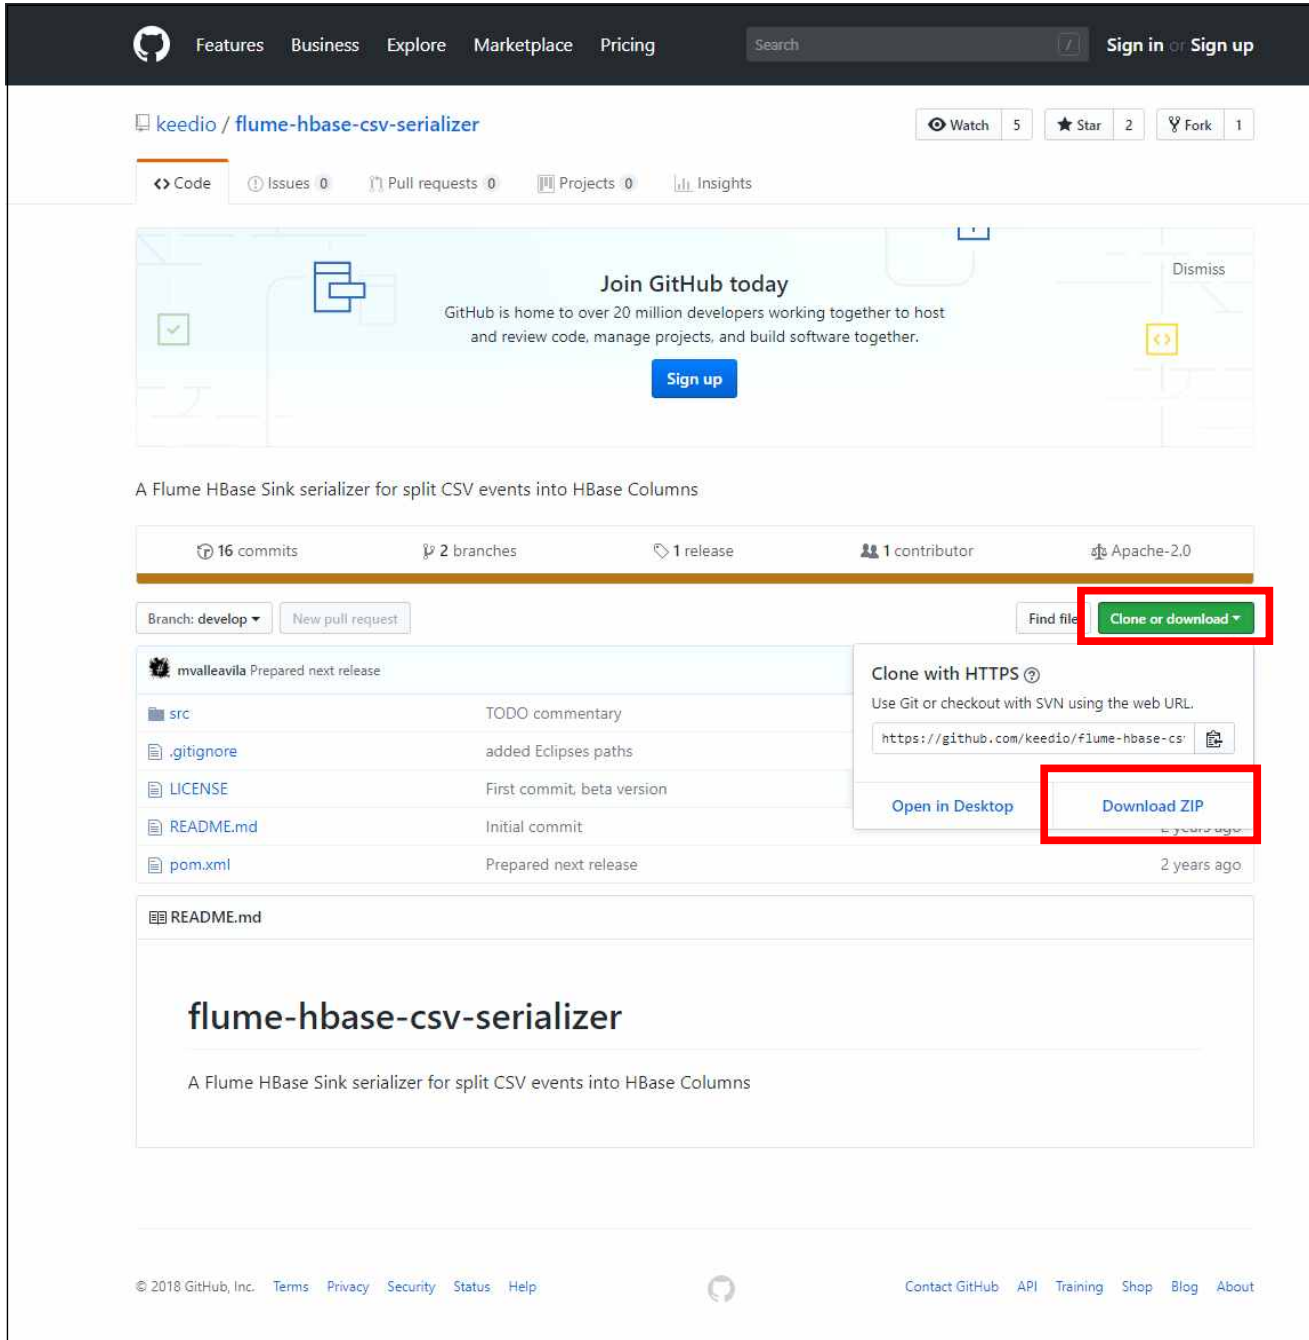 Features Business Explore Marketplace Pricing Search / Sign in or Sign up
keedio / flume-hbase-csv-serializer Watch 5 Star 2 Fork 1
Code Issues 0 Pull requests 0 Projects 0 Insights
Dismiss
Join GitHub today
GitHub is home to over 20 million developers working together to host
and review code, manage projects, and build software together.
Sign up
A Flume HBase Sink serializer for split CSV events into HBase Columns
16 commits 2 branches 1 release 1 contributor Apache-2.0
Branch: develop New pull request Find file Clone or download
mvalleavila Prepared next release
Clone with HTTPS
Use Git or checkout with SVN using the web URL.
https://github.com/keedio/flume-hbase-cs
Open in Desktop Download ZIP
src TODO commentary
.gitignore added Eclipses paths
LICENSE First commit, beta version
README.md Initial commit 2 years ago
pom.xml Prepared next release 2 years ago
README.md
flume-hbase-csv-serializer
A Flume HBase Sink serializer for split CSV events into HBase Columns
© 2018 GitHub, Inc. Terms Privacy Security Status Help Contact GitHub API Training Shop Blog About